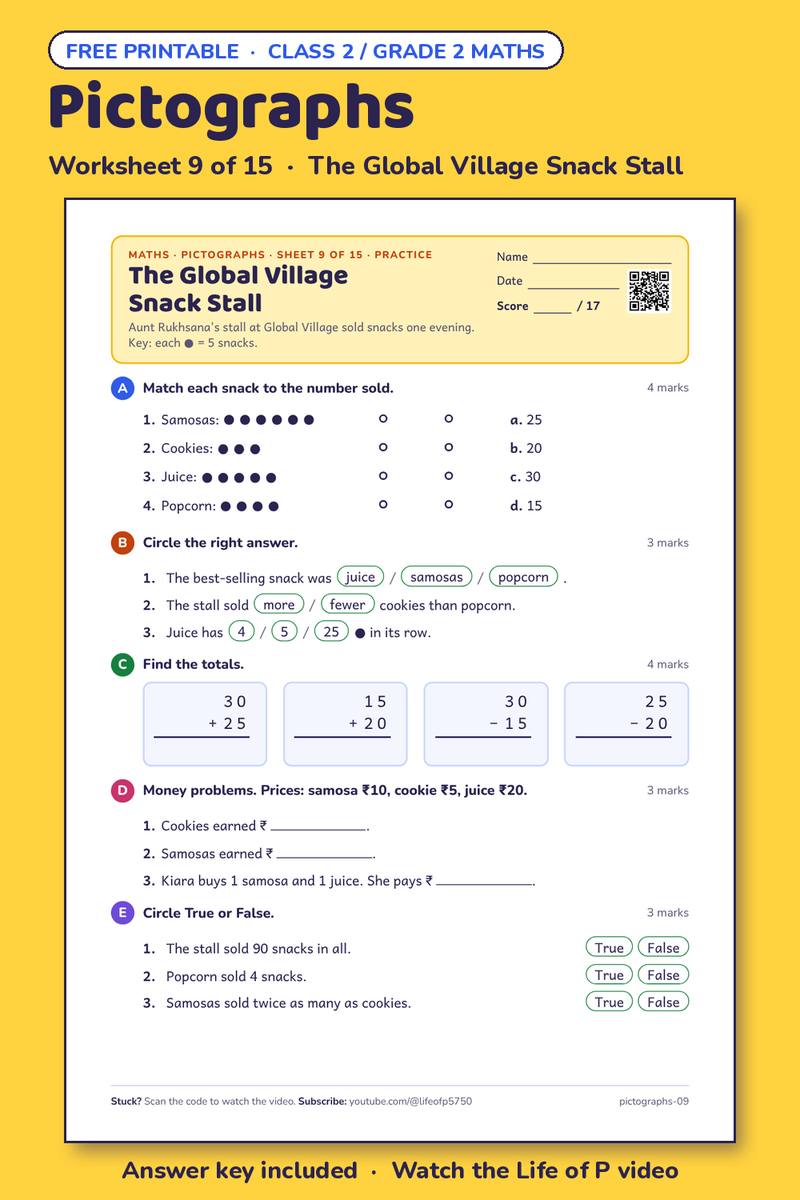 FREE PRINTABLE · CLASS 2 / GRADE 2 MATHS
Pictographs
Worksheet 9 of 15 · The Global Village Snack Stall
MATHS · PICTOGRAPHS · SHEET 9 OF 15 · PRACTICE
The Global Village
Snack Stall
Aunt Rukhsana's stall at Global Village sold snacks one evening.
Key: each ● = 5 snacks.
Name
Date
Score ______ / 17
A Match each snack to the number sold. 4 marks
1. Samosas: ● ● ● ● ● ● a. 25
2. Cookies: ● ● ● b. 20
3. Juice: ● ● ● ● ● c. 30
4. Popcorn: ● ● ● ● d. 15
B Circle the right answer. 3 marks
1. The best-selling snack was juice / samosas / popcorn .
2. The stall sold more / fewer cookies than popcorn.
3. Juice has 4 / 5 / 25 ● in its row.
C Find the totals. 4 marks
30 15 30 25
+ 25 + 20 − 15 − 20
D Money problems. Prices: samosa ₹10, cookie ₹5, juice ₹20. 3 marks
1. Cookies earned ₹ ____________.
2. Samosas earned ₹ ____________.
3. Kiara buys 1 samosa and 1 juice. She pays ₹ ____________.
E Circle True or False. 3 marks
1. The stall sold 90 snacks in all. True False
2. Popcorn sold 4 snacks. True False
3. Samosas sold twice as many as cookies. True False
Stuck? Scan the code to watch the video. Subscribe: youtube.com/@lifeofp5750 pictographs-09
Answer key included · Watch the Life of P video